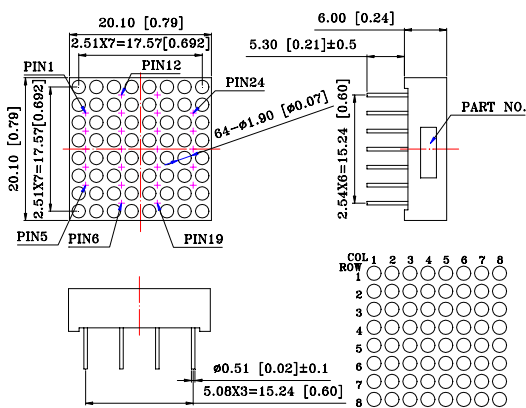 20.10 [0.79]
2.51X7=17.57[0.692]
PIN1
PIN12
PIN24
20.10 [0.79]
2.51X7=17.57[0.692]
64-ø1.90 [ø0.07]
PIN5
PIN6
PIN19
6.00 [0.24]
5.30 [0.21]±0.5
2.54X6=15.24 [0.60]
PART NO.
ø0.51 [0.02]±0.1
5.08X3=15.24 [0.60]
COL 1 2 3 4 5 6 7 8
ROW
1
2
3
4
5
6
7
8